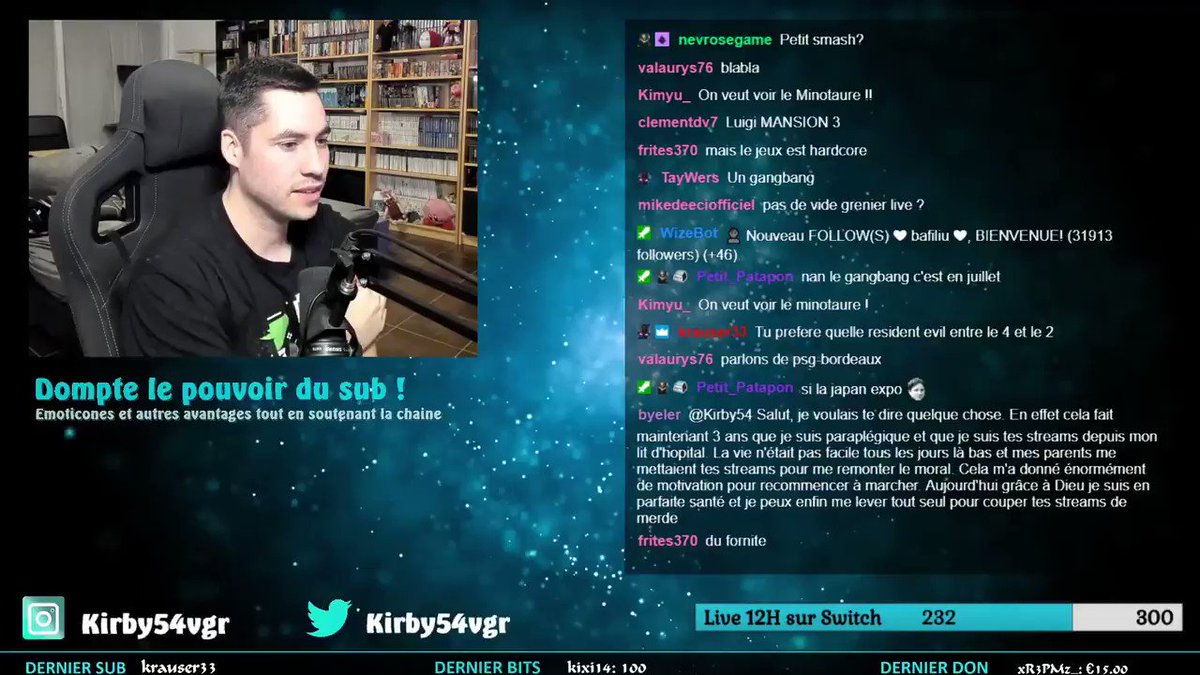 nevrosegame Petit smash?
valaurys76 blabla
Kimyu_ On veut voir le Minotaure !!
clementdv7 Luigi MANSION 3
frites370 mais le jeux est hardcore
TayWers Un gangbang
mikedeeciofficiel pas de vide grenier live ?
WizeBot Nouveau FOLLOW(S) ❤ bafiliu ❤, BIENVENUE! (31913
followers) (+46)
Petit_Patapon nan le gangbang c'est en juillet
Kimyu_ On veut voir le minotaure !
krauser33 Tu prefere quelle resident evil entre le 4 et le 2
valaurys76 parlons de psg-bordeaux
Petit_Patapon si la japan expo
byeler @Kirby54 Salut, je voulais te dire quelque chose. En effet cela fait
maintenant 3 ans que je suis paraplégique et que je suis tes streams depuis mon
lit d'hopital. La vie n'était pas facile tous les jours là bas et mes parents me
mettaient tes streams pour me remonter le moral. Cela m'a donné énormément
de motivation pour recommencer à marcher. Aujourd'hui grâce à Dieu je suis en
parfaite santé et je peux enfin me lever tout seul pour couper tes streams de
merde
frites370 du fornite
Dompte le pouvoir du sub !
Emoticones et autres avantages tout en soutenant la chaine
Kirby54vgr
Kirby54vgr
Live 12H sur Switch 232 300
DERNIER SUB krauser33
DERNIER BITS kixi14: 100
DERNIER DON xR3PMz_: €15.00